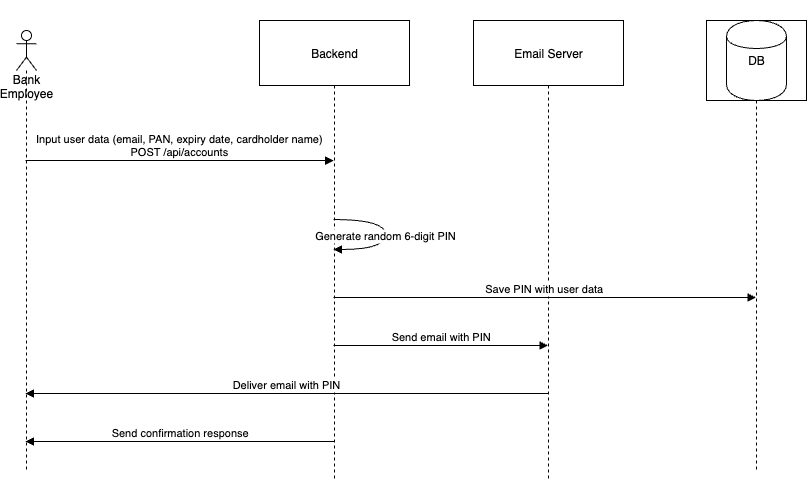 Backend
Email Server
DB
Bank
Employee
Input user data (email, PAN, expiry date, cardholder name)
POST /api/accounts
Generate random 6-digit PIN
Save PIN with user data
Send email with PIN
Deliver email with PIN
Send confirmation response